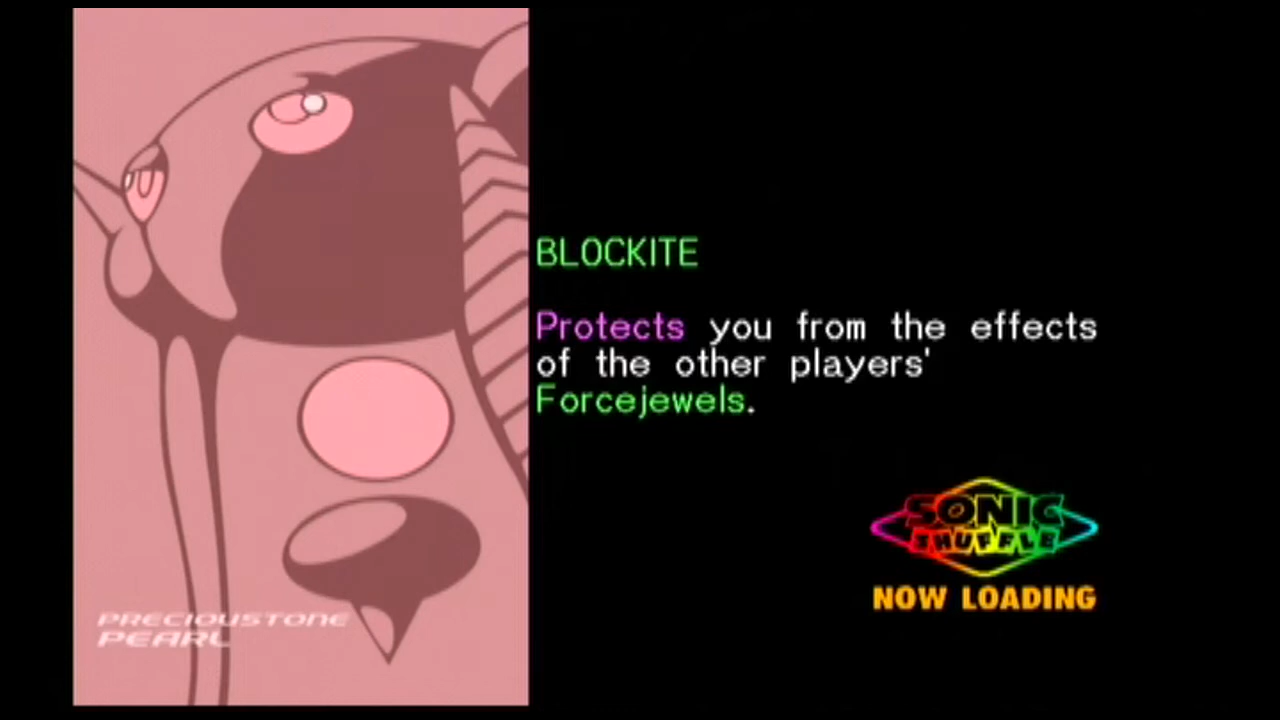 BLOCKITE
Protects you from the effects
of the other players'
Forcejewels.
PRECIOUSTONE
PEARL
SONIC
SHUFFLE
NOW LOADING